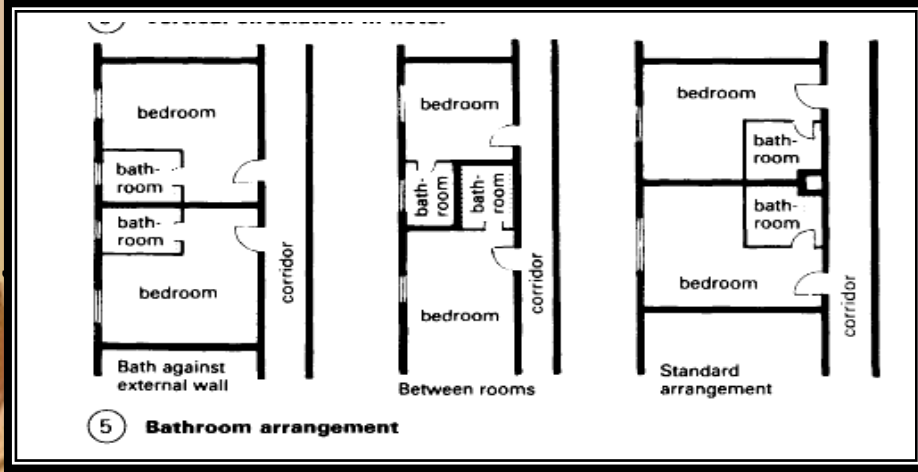 bedroom
bath-
room
bath-
room
bedroom
corridor
Bath against
external wall
bedroom
bath-
room
bath-
room
bedroom
corridor
Between rooms
bedroom
bath-
room
bath-
room
bedroom
corridor
Standard
arrangement
5 Bathroom arrangement